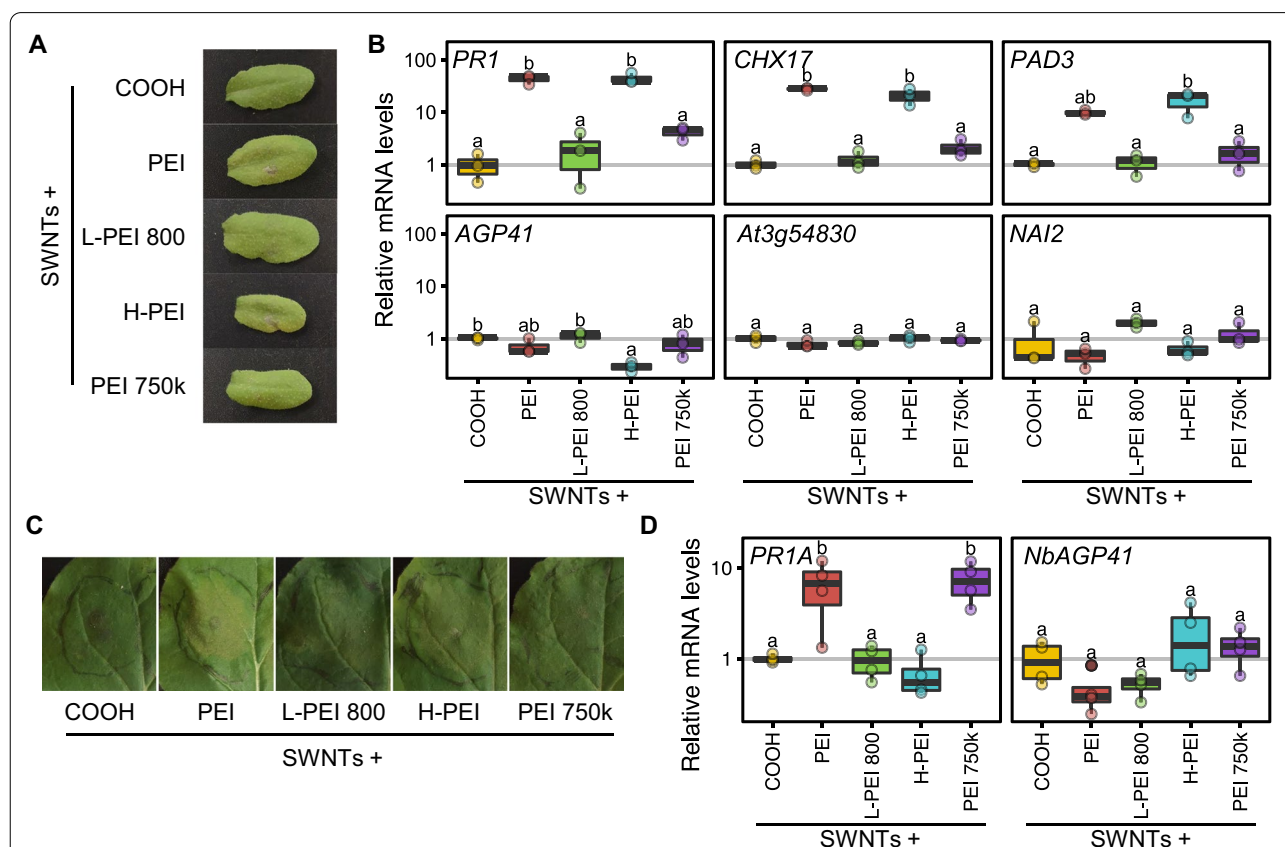 A
SWNTs +
COOH
PEI
L-PEI 800
H-PEI
PEI 750k
B
Relative mRNA levels
100
10
1
100
10
1
PR1
a
b
a
b
a
CHX17
a
b
a
b
a
PAD3
a
ab
a
b
a
AGP41
b
ab
b
a
ab
At3g54830
a
a
a
a
a
NAI2
a
a
a
a
a
COOH
PEI
L-PEI 800
H-PEI
PEI 750k
COOH
PEI
L-PEI 800
H-PEI
PEI 750k
COOH
PEI
L-PEI 800
H-PEI
PEI 750k
SWNTs +
SWNTs +
SWNTs +
C
COOH PEI L-PEI 800 H-PEI PEI 750k
SWNTs +
D
Relative mRNA levels
10
1
PR1A
a
b
a
a
b
NbAGP41
a
a
a
a
a
COOH
PEI
L-PEI 800
H-PEI
PEI 750k
COOH
PEI
L-PEI 800
H-PEI
PEI 750k
SWNTs +
SWNTs +